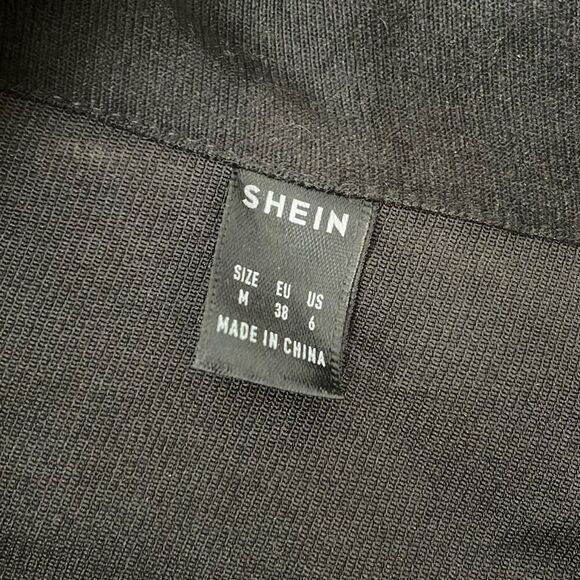 SHEIN
SIZE EU US
M 38 6
MADE IN CHINA